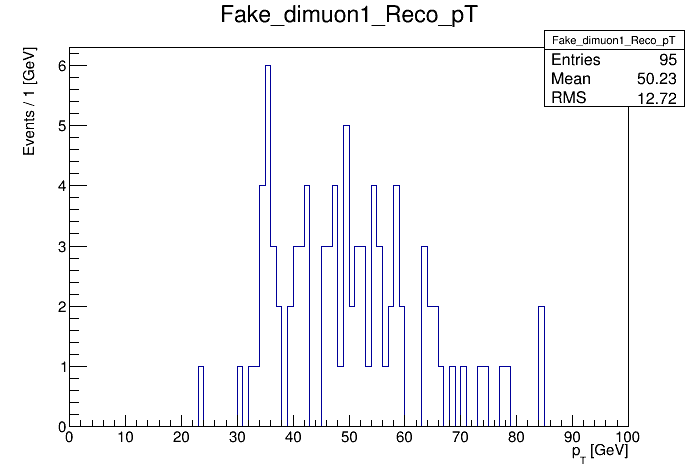 Fake_dimuon1_Reco_pT
Fake_dimuon1_Reco_pT
Entries 95
Mean 50.23
RMS 12.72
Events / 1 [GeV]
6
5
4
3
2
1
0
0 10 20 30 40 50 60 70 80 90 100
p_T [GeV]